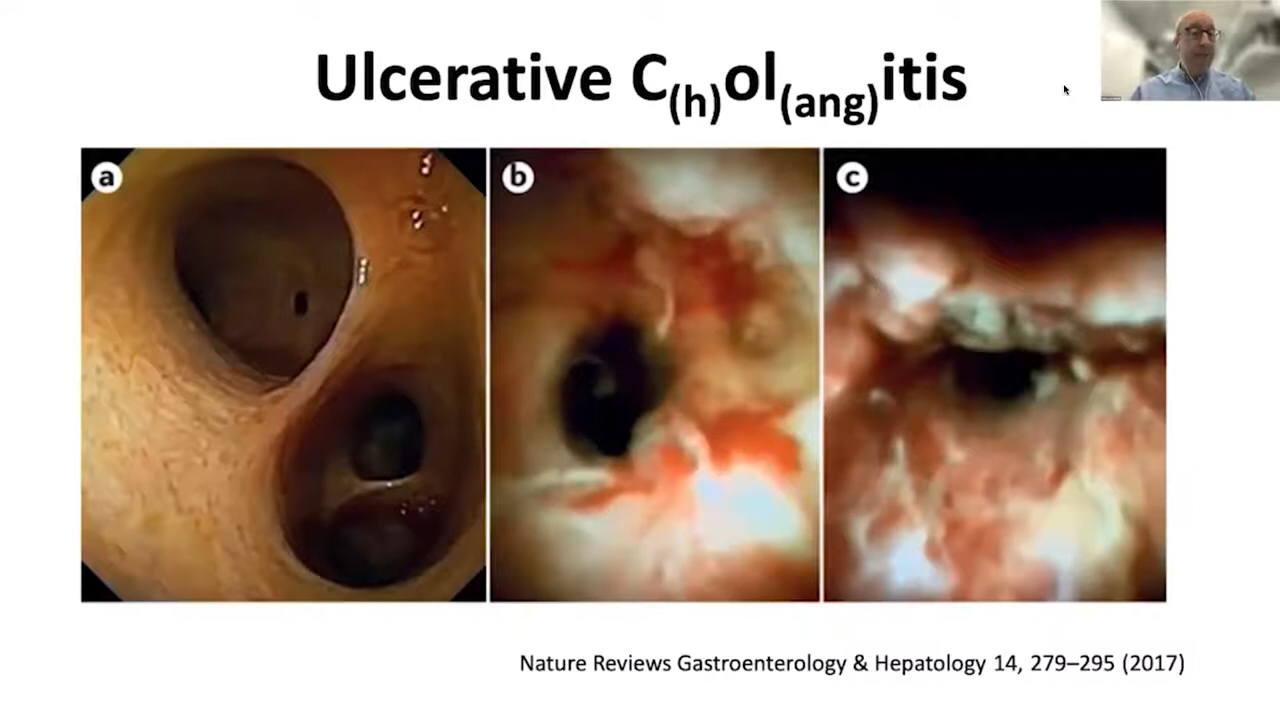 Ulcerative C(h)ol(ang)itis
a
b
c
Nature Reviews Gastroenterology & Hepatology 14, 279–295 (2017)